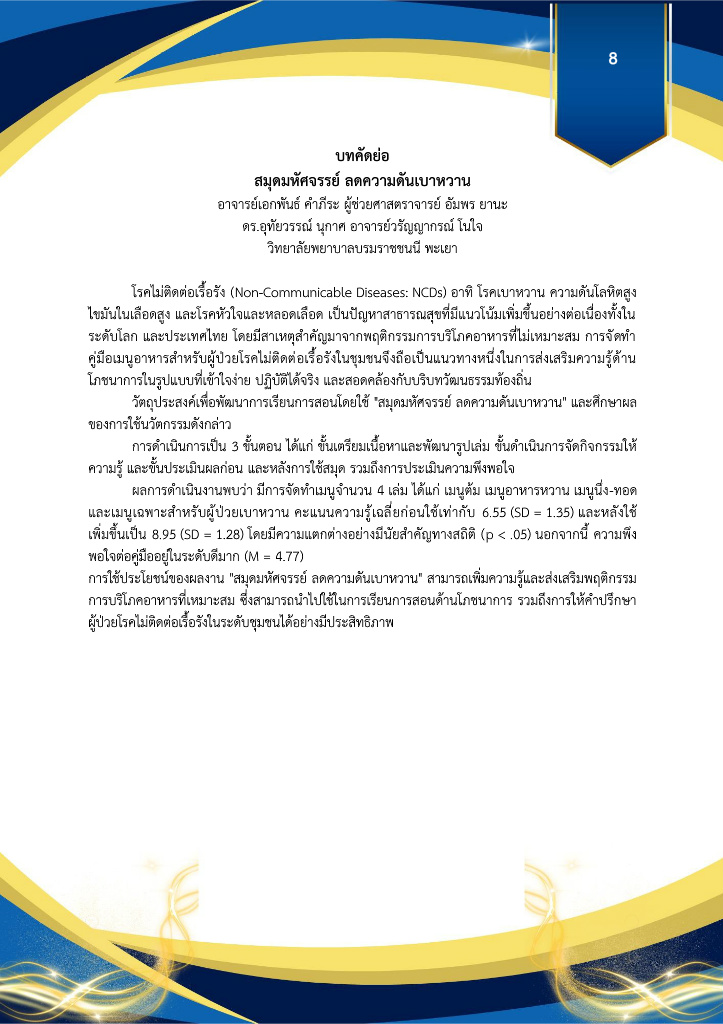 8
บทคัดย่อ
สมุดมหัศจรรย์ ลดความดันเบาหวาน
อาจารย์เอกพันธ์ คำภีระ ผู้ช่วยศาสตราจารย์ อัมพร ยานะ
ดร.อุทัยวรรณ์ นุกาศ อาจารย์วรัญญากรณ์ โนใจ
วิทยาลัยพยาบาลบรมราชชนนี พะเยา
โรคไม่ติดต่อเรื้อรัง (Non-Communicable Diseases: NCDs) อาทิ โรคเบาหวาน ความดันโลหิตสูง
ไขมันในเลือดสูง และโรคหัวใจและหลอดเลือด เป็นปัญหาสาธารณสุขที่มีแนวโน้มเพิ่มขึ้นอย่างต่อเนื่องทั้งใน
ระดับโลก และประเทศไทย โดยมีสาเหตุสำคัญมาจากพฤติกรรมการบริโภคอาหารที่ไม่เหมาะสม การจัดทำ
คู่มือเมนูอาหารสำหรับผู้ป่วยโรคไม่ติดต่อเรื้อรังในชุมชนจึงถือเป็นแนวทางหนึ่งในการส่งเสริมความรู้ด้าน
โภชนาการในรูปแบบที่เข้าใจง่าย ปฏิบัติได้จริง และสอดคล้องกับบริบทวัฒนธรรมท้องถิ่น
วัตถุประสงค์เพื่อพัฒนาการเรียนการสอนโดยใช้ "สมุดมหัศจรรย์ ลดความดันเบาหวาน" และศึกษาผล
ของการใช้นวัตกรรมดังกล่าว
การดำเนินการเป็น 3 ขั้นตอน ได้แก่ ขั้นเตรียมเนื้อหาและพัฒนารูปเล่ม ขั้นดำเนินการจัดกิจกรรมให้
ความรู้ และขั้นประเมินผลก่อน และหลังการใช้สมุด รวมถึงการประเมินความพึงพอใจ
ผลการดำเนินงานพบว่า มีการจัดทำเมนูจำนวน 4 เล่ม ได้แก่ เมนูต้ม เมนูอาหารหวาน เมนูนึ่ง-ทอด
และเมนูเฉพาะสำหรับผู้ป่วยเบาหวาน คะแนนความรู้เฉลี่ยก่อนใช้เท่ากับ 6.55 (SD = 1.35) และหลังใช้
เพิ่มขึ้นเป็น 8.95 (SD = 1.28) โดยมีความแตกต่างอย่างมีนัยสำคัญทางสถิติ (p < .05) นอกจากนี้ ความพึง
พอใจต่อคู่มืออยู่ในระดับดีมาก (M = 4.77)
การใช้ประโยชน์ของผลงาน "สมุดมหัศจรรย์ ลดความดันเบาหวาน" สามารถเพิ่มความรู้และส่งเสริมพฤติกรรม
การบริโภคอาหารที่เหมาะสม ซึ่งสามารถนำไปใช้ในการเรียนการสอนด้านโภชนาการ รวมถึงการให้คำปรึกษา
ผู้ป่วยโรคไม่ติดต่อเรื้อรังในระดับชุมชนได้อย่างมีประสิทธิภาพ